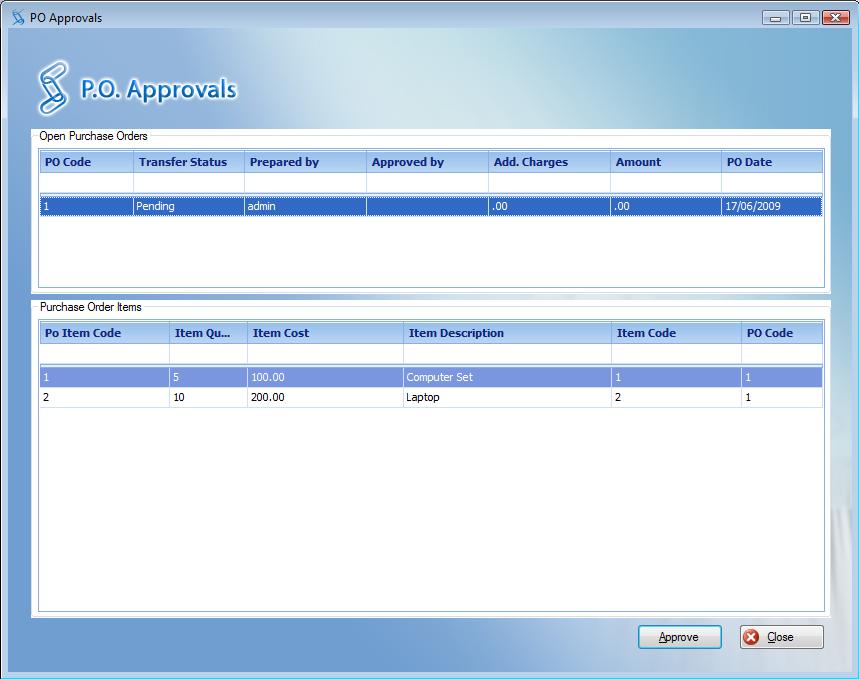 PO Approvals
P.O. Approvals
Open Purchase Orders
PO Code Transfer Status Prepared by Approved by Add. Charges Amount PO Date
1 Pending admin .00 .00 17/06/2009
Purchase Order Items
Po Item Code Item Qu... Item Cost Item Description Item Code PO Code
1 5 100.00 Computer Set 1 1
2 10 200.00 Laptop 2 1
Approve Close